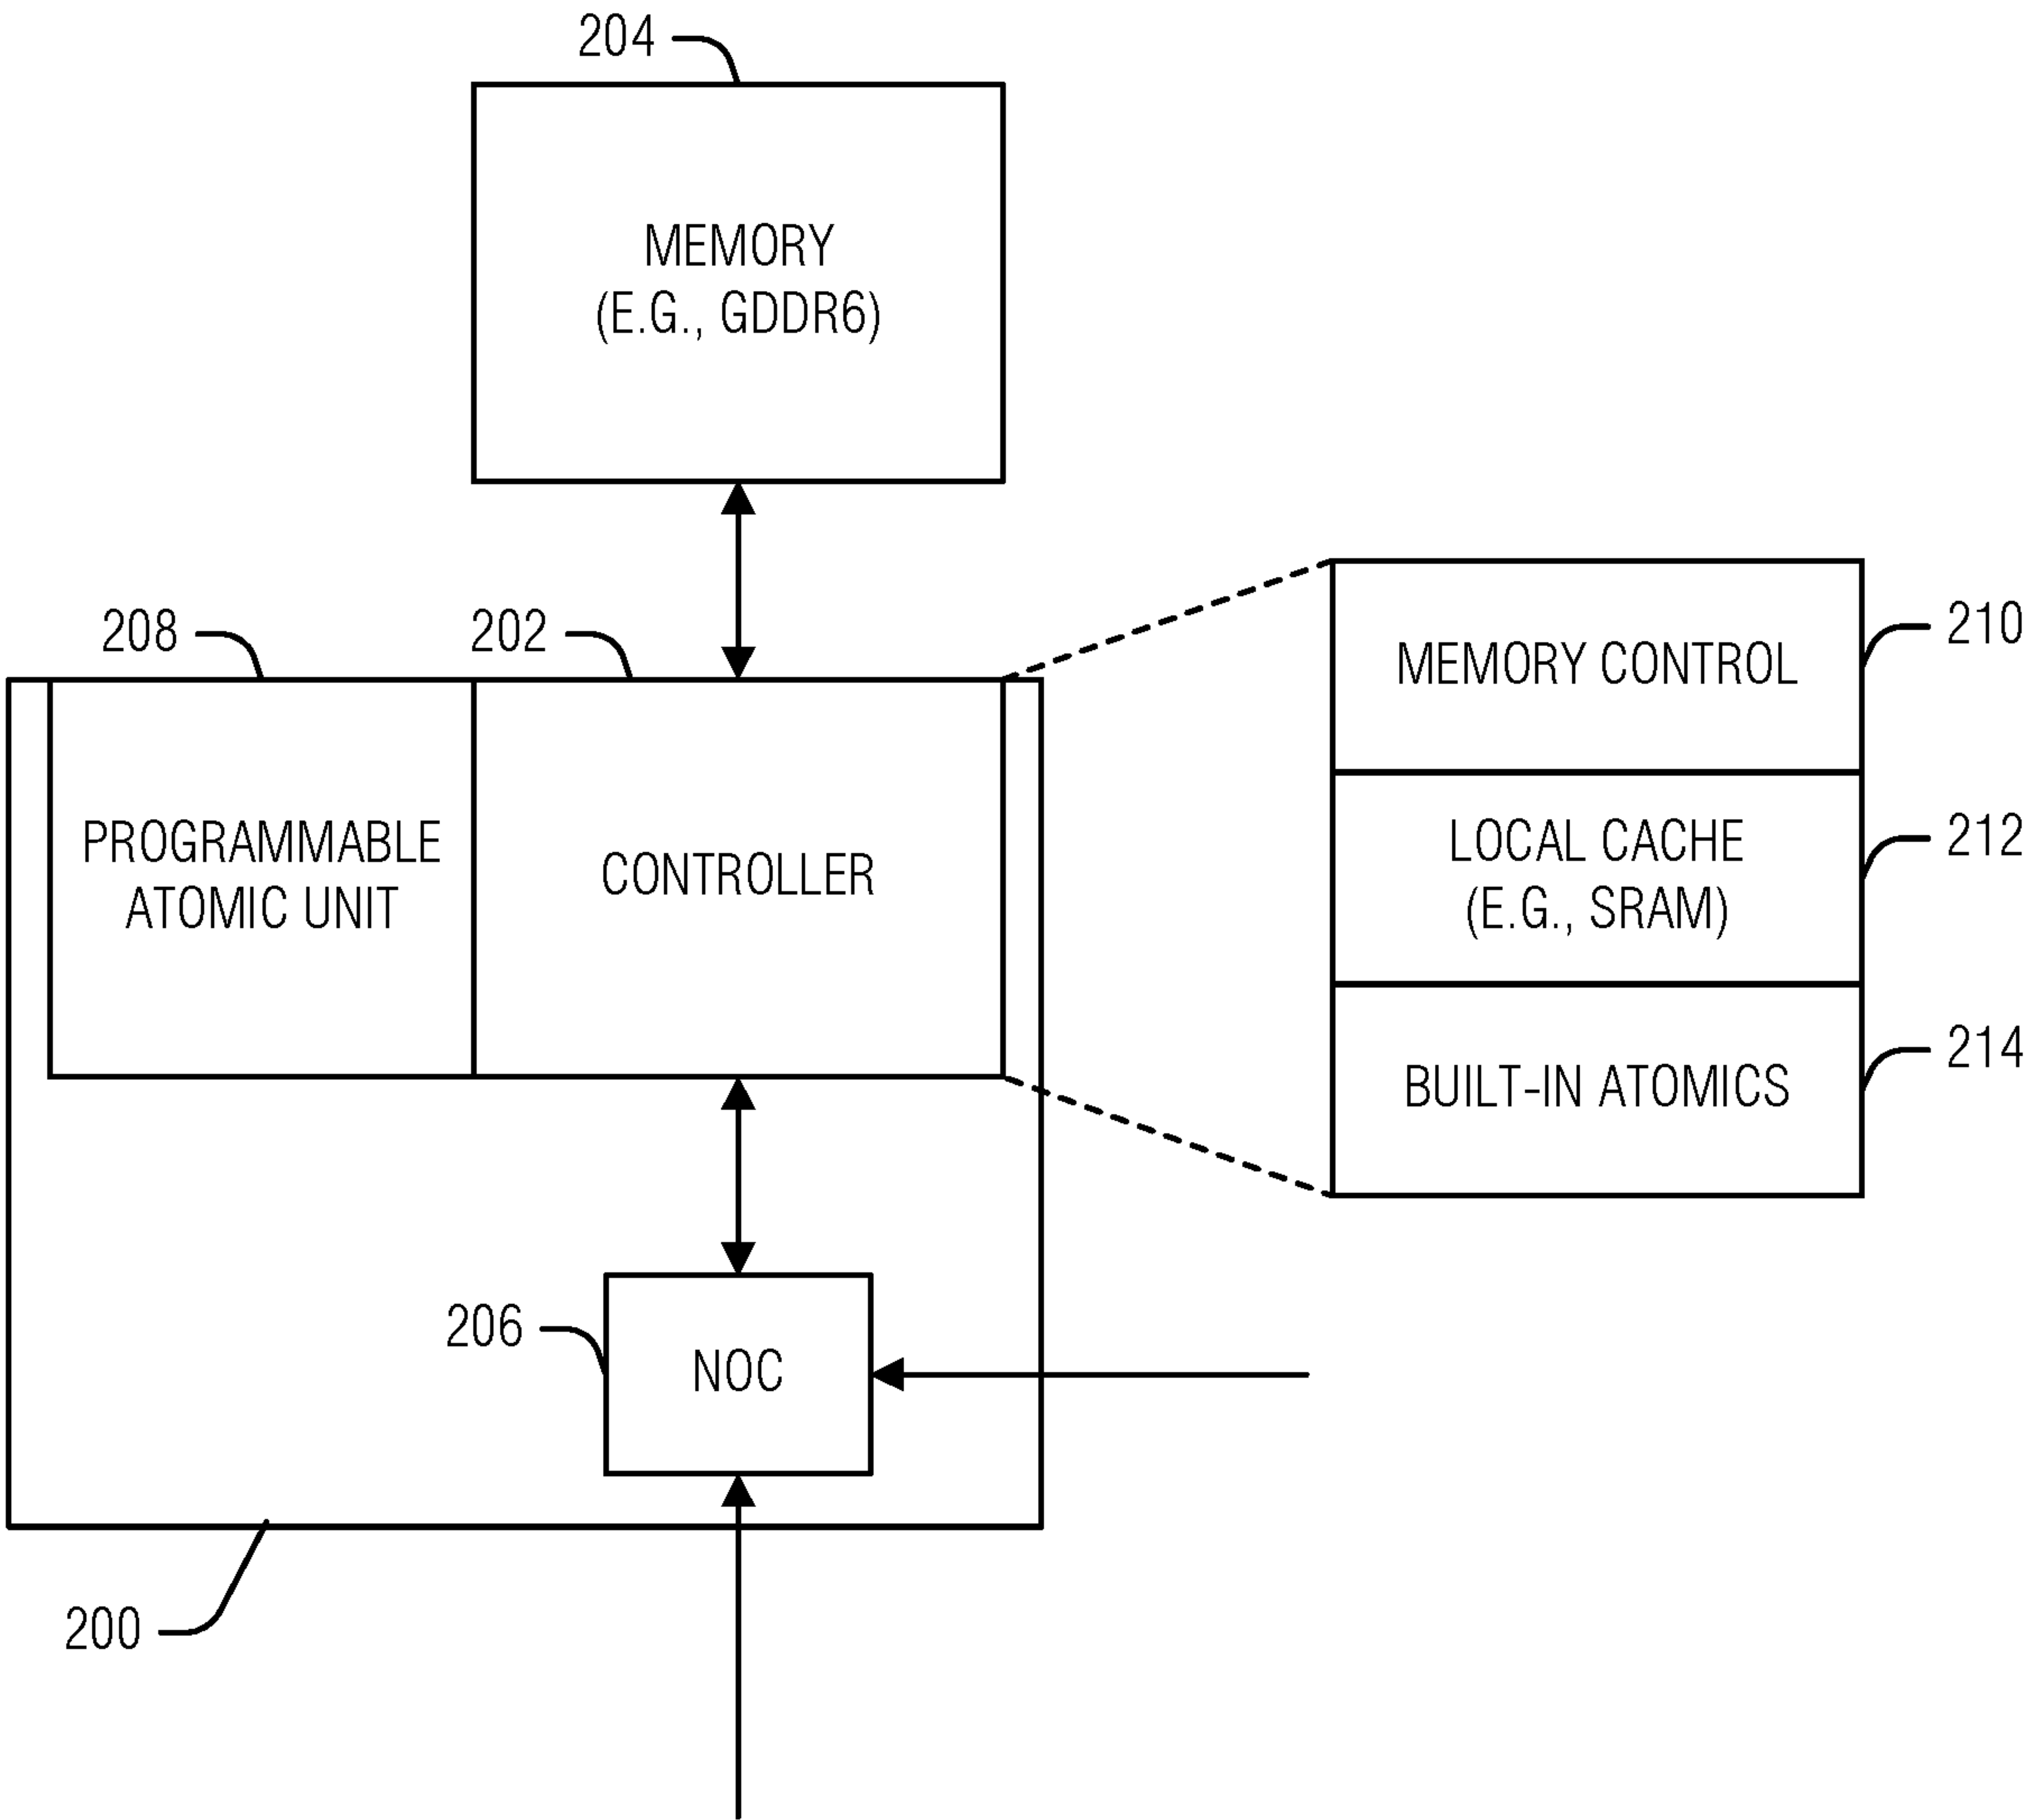 204
MEMORY
(E.G., GDDR6)
208
202
210
MEMORY CONTROL
PROGRAMMABLE
ATOMIC UNIT
CONTROLLER
212
LOCAL CACHE
(E.G., SRAM)
214
BUILT-IN ATOMICS
206
NOC
200